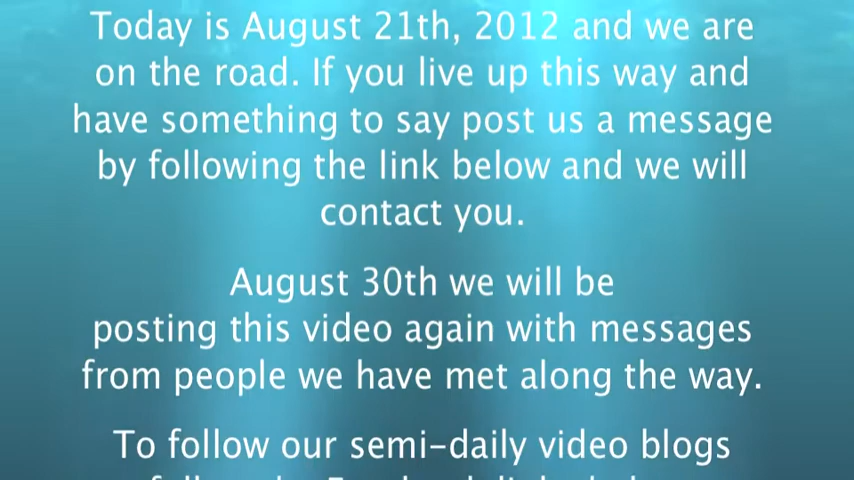 Today is August 21th, 2012 and we are
on the road. If you live up this way and
have something to say post us a message
by following the link below and we will
contact you.
August 30th we will be
posting this video again with messages
from people we have met along the way.
To follow our semi-daily video blogs